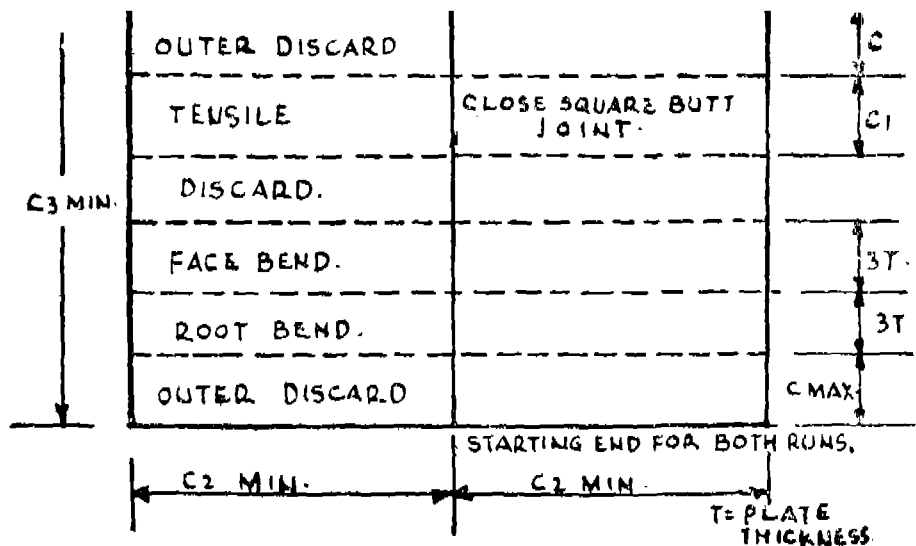 OUTER DISCARD
C
TENSILE
CLOSE SQUARE BUTT
JOINT.
C1
DISCARD.
C3 MIN.
FACE BEND.
3T.
ROOT BEND.
3T
OUTER DISCARD
C MAX.
STARTING END FOR BOTH RUNS.
C2 MIN.
C2 MIN.
T= PLATE
THICKNESS